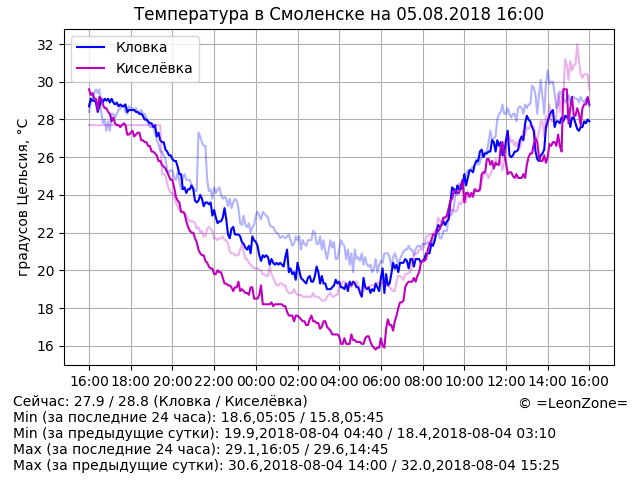 Температура в Смоленске на 05.08.2018 16:00
Кловка
Киселёвка
градусов Цельсия, °C
32
30
28
26
24
22
20
18
16
16:00 18:00 20:00 22:00 00:00 02:00 04:00 06:00 08:00 10:00 12:00 14:00 16:00
Сейчас: 27.9 / 28.8 (Кловка / Киселёвка)
© =LeonZone=
Min (за последние 24 часа): 18.6,05:05 / 15.8,05:45
Min (за предыдущие сутки): 19.9,2018-08-04 04:40 / 18.4,2018-08-04 03:10
Max (за последние 24 часа): 29.1,16:05 / 29.6,14:45
Max (за предыдущие сутки): 30.6,2018-08-04 14:00 / 32.0,2018-08-04 15:25